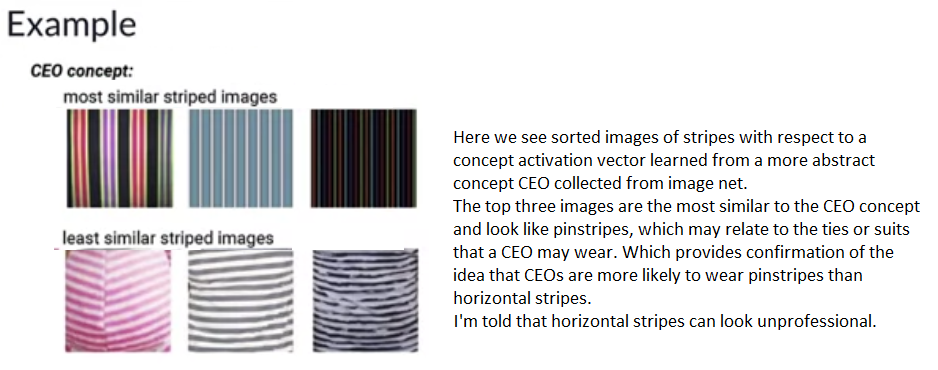 Example
CEO concept:
most similar striped images
least similar striped images
Here we see sorted images of stripes with respect to a
concept activation vector learned from a more abstract
concept CEO collected from image net.
The top three images are the most similar to the CEO concept
and look like pinstripes, which may relate to the ties or suits
that a CEO may wear. Which provides confirmation of the
idea that CEOs are more likely to wear pinstripes than
horizontal stripes.
I'm told that horizontal stripes can look unprofessional.